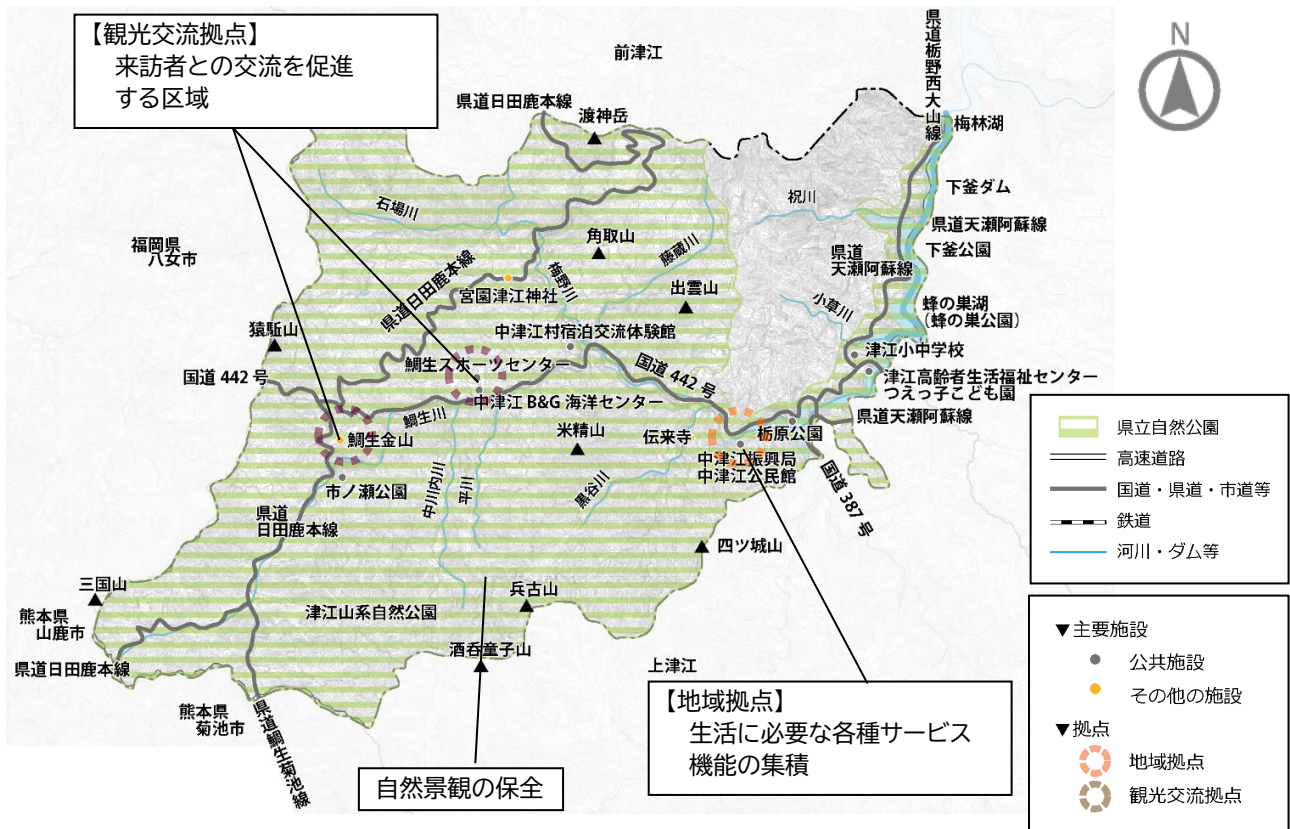 【観光交流拠点】
来訪者との交流を促進
する区域
前津江
N
県道栃野西大山線
県道日田鹿本線
渡神岳
梅林湖
石場川
祝川
下釜ダム
県道天瀬阿蘇線
福岡県
八女市
角取山
藤蔵川
県道
天瀬阿蘇線
下釜公園
県道日田鹿本線
梅野川
出雲山
宮園津江神社
小草川
蜂の巣湖
(蜂の巣公園)
猿駈山
中津江村宿泊交流体験館
津江小中学校
国道 442 号
鯛生スポーツセンター
国道 442 号
津江高齢者生活福祉センター
つえっ子こども園
中津江 B&G 海洋センター
鯛生川
県道天瀬阿蘇線
鯛生金山
米精山
伝来寺
栃原公園
中津江振興局
中津江公民館
市ノ瀬公園
中川内川
平川
黒谷川
国道 387 号
県道
日田鹿本線
四ツ城山
三国山
兵古山
熊本県
山鹿市
津江山系自然公園
酒呑童子山
県道日田鹿本線
上津江
熊本県
菊池市
県道鯛生菊池線
【地域拠点】
生活に必要な各種サービス
機能の集積
自然景観の保全
県立自然公園
高速道路
国道・県道・市道等
鉄道
河川・ダム等
▼主要施設
公共施設
その他の施設
▼拠点
地域拠点
観光交流拠点